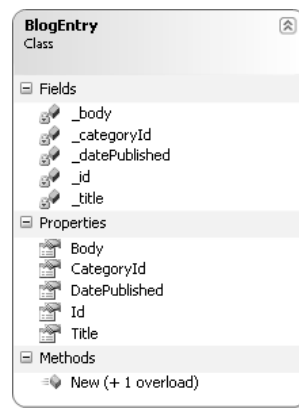 BlogEntry
Class
Fields
_body
_categoryId
_datePublished
_id
_title
Properties
Body
CategoryId
DatePublished
Id
Title
Methods
New (+ 1 overload)